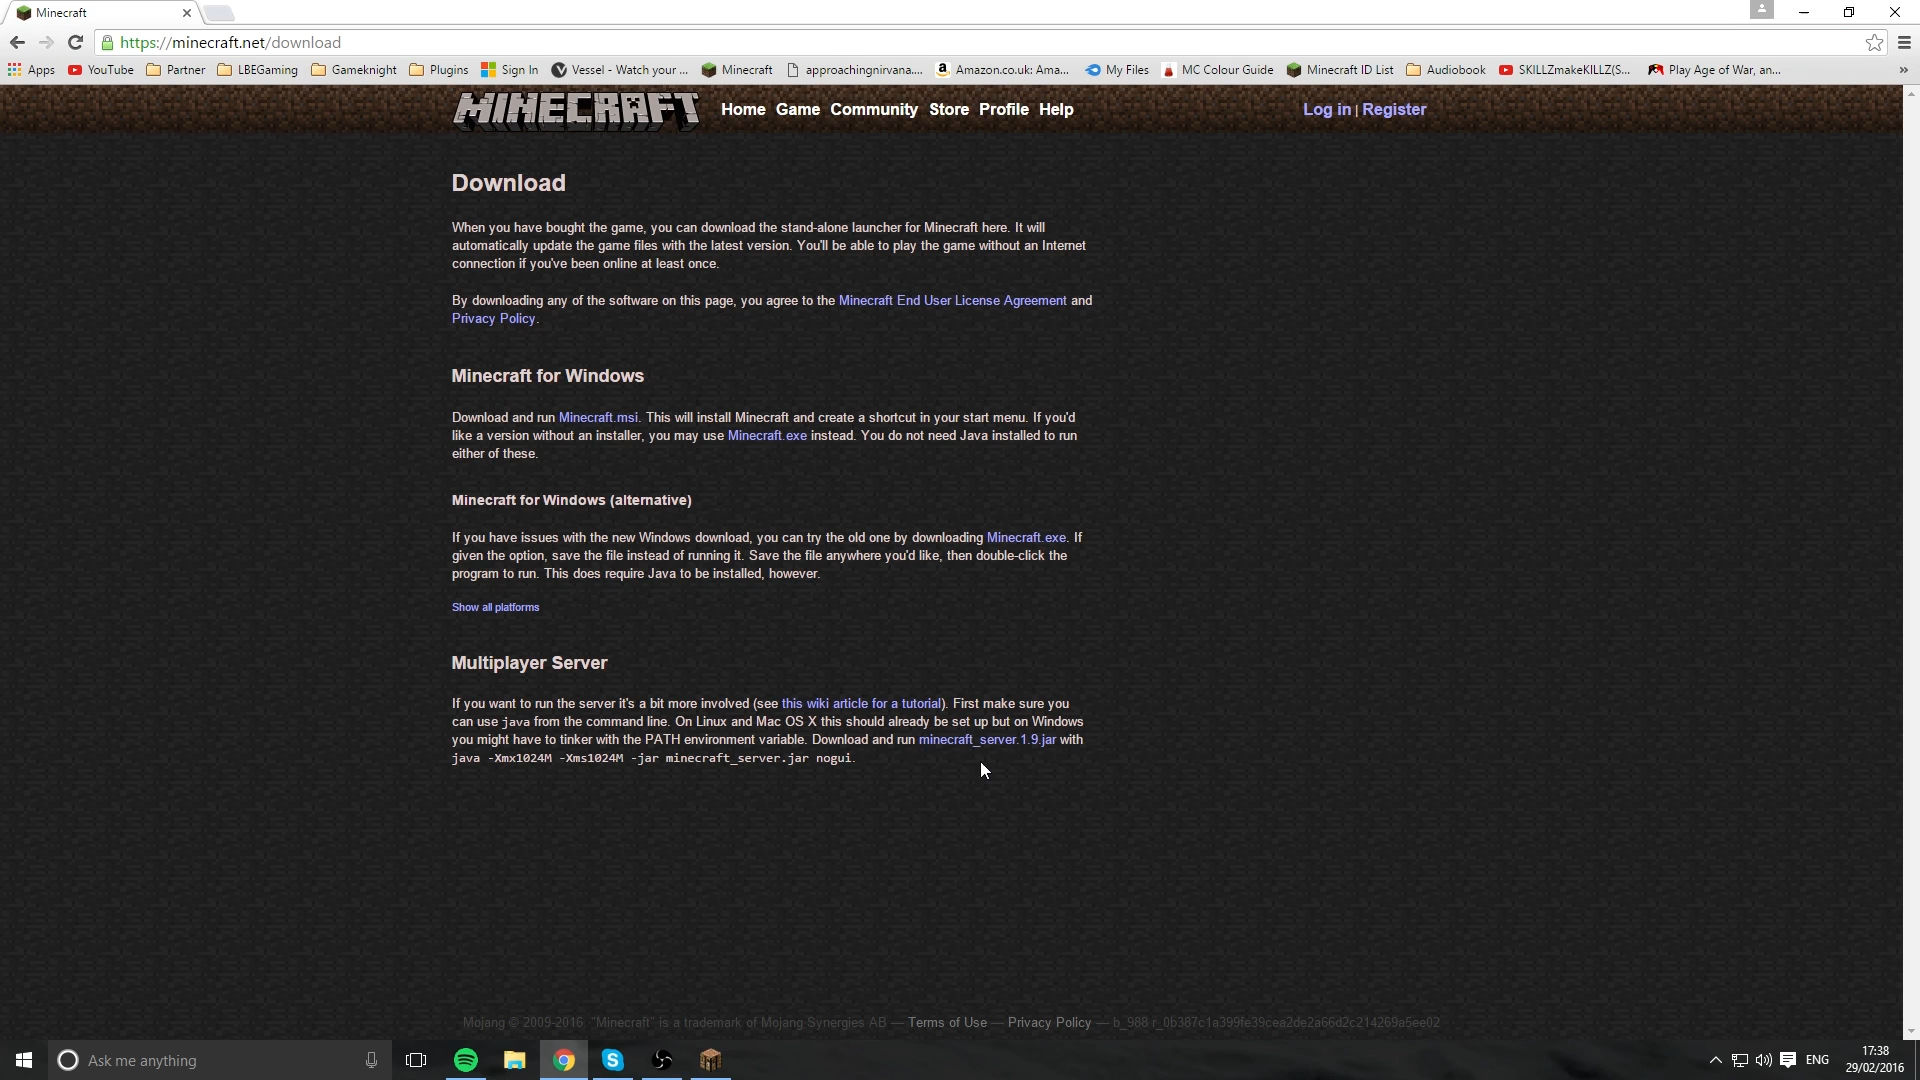 Minecraft
https://minecraft.net/download
Apps YouTube Partner LBEGaming Gameknight Plugins Sign In Vessel - Watch your ... Minecraft approachingnirvana.... Amazon.co.uk: Ama... My Files MC Colour Guide Minecraft ID List Audiobook SKILLZmakeKILLZ(S... Play Age of War, an... »
MINECRAFT Home Game Community Store Profile Help Log in | Register
Download
When you have bought the game, you can download the stand-alone launcher for Minecraft here. It will
automatically update the game files with the latest version. You'll be able to play the game without an Internet
connection if you've been online at least once.
By downloading any of the software on this page, you agree to the Minecraft End User License Agreement and
Privacy Policy.
Minecraft for Windows
Download and run Minecraft.msi. This will install Minecraft and create a shortcut in your start menu. If you'd
like a version without an installer, you may use Minecraft.exe instead. You do not need Java installed to run
either of these.
Minecraft for Windows (alternative)
If you have issues with the new Windows download, you can try the old one by downloading Minecraft.exe. If
given the option, save the file instead of running it. Save the file anywhere you'd like, then double-click the
program to run. This does require Java to be installed, however.
Show all platforms
Multiplayer Server
If you want to run the server it's a bit more involved (see this wiki article for a tutorial). First make sure you
can use java from the command line. On Linux and Mac OS X this should already be set up but on Windows
you might have to tinker with the PATH environment variable. Download and run minecraft_server.1.9.jar with
java -Xmx1024M -Xms1024M -jar minecraft_server.jar nogui.
Mojang © 2009-2016. "Minecraft" is a trademark of Mojang Synergies AB — Terms of Use — Privacy Policy — b_988 r_0b387c1a399fe39cea2de2a66d2c214269a5ee02
Ask me anything
ENG
17:38
29/02/2016